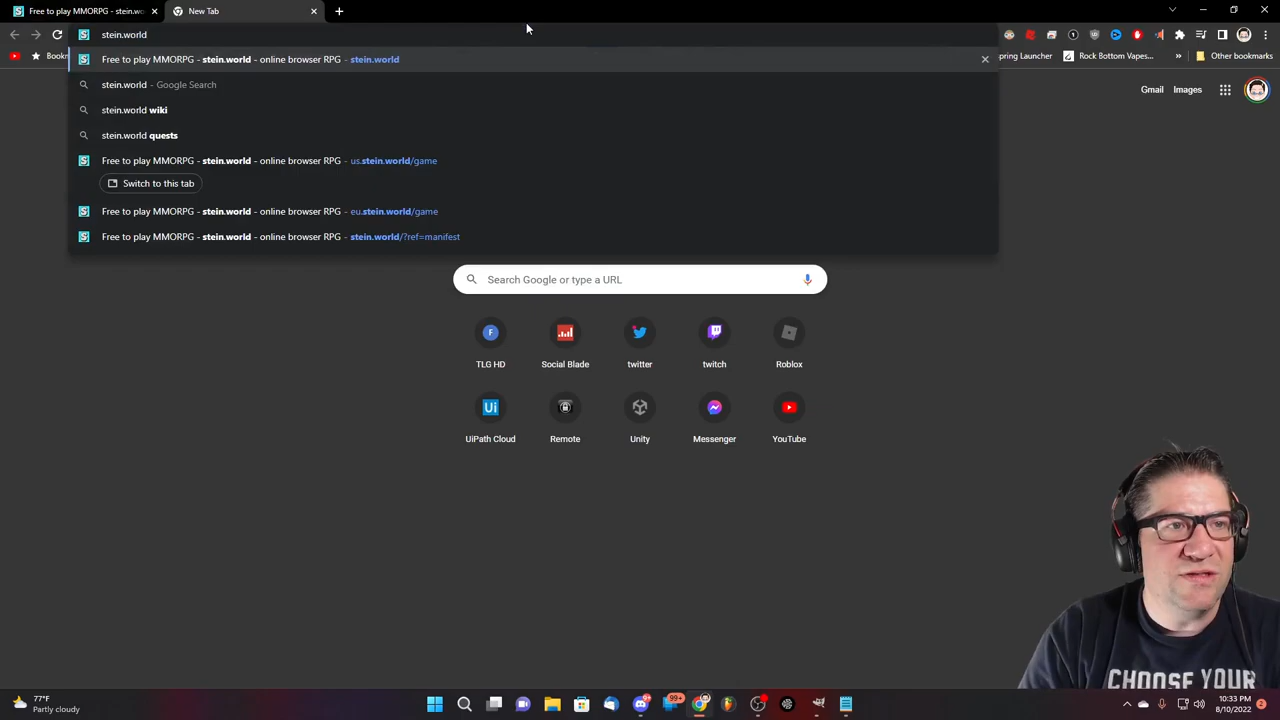 Free to play MMORPG - stein.wo
New Tab
stein.world
Free to play MMORPG - stein.world - online browser RPG - stein.world
stein.world - Google Search
stein.world wiki
stein.world quests
Free to play MMORPG - stein.world - online browser RPG - us.stein.world/game
Switch to this tab
Free to play MMORPG - stein.world - online browser RPG - eu.stein.world/game
Free to play MMORPG - stein.world - online browser RPG - stein.world/?ref=manifest
Bookm
pring Launcher
Rock Bottom Vapes...
Other bookmarks
Gmail
Images
Search Google or type a URL
TLG HD
Social Blade
twitter
twitch
Roblox
UiPath Cloud
Remote
Unity
Messenger
YouTube
CHOOSE YOUR
77°F
Partly cloudy
99+
10:33 PM
8/10/2022